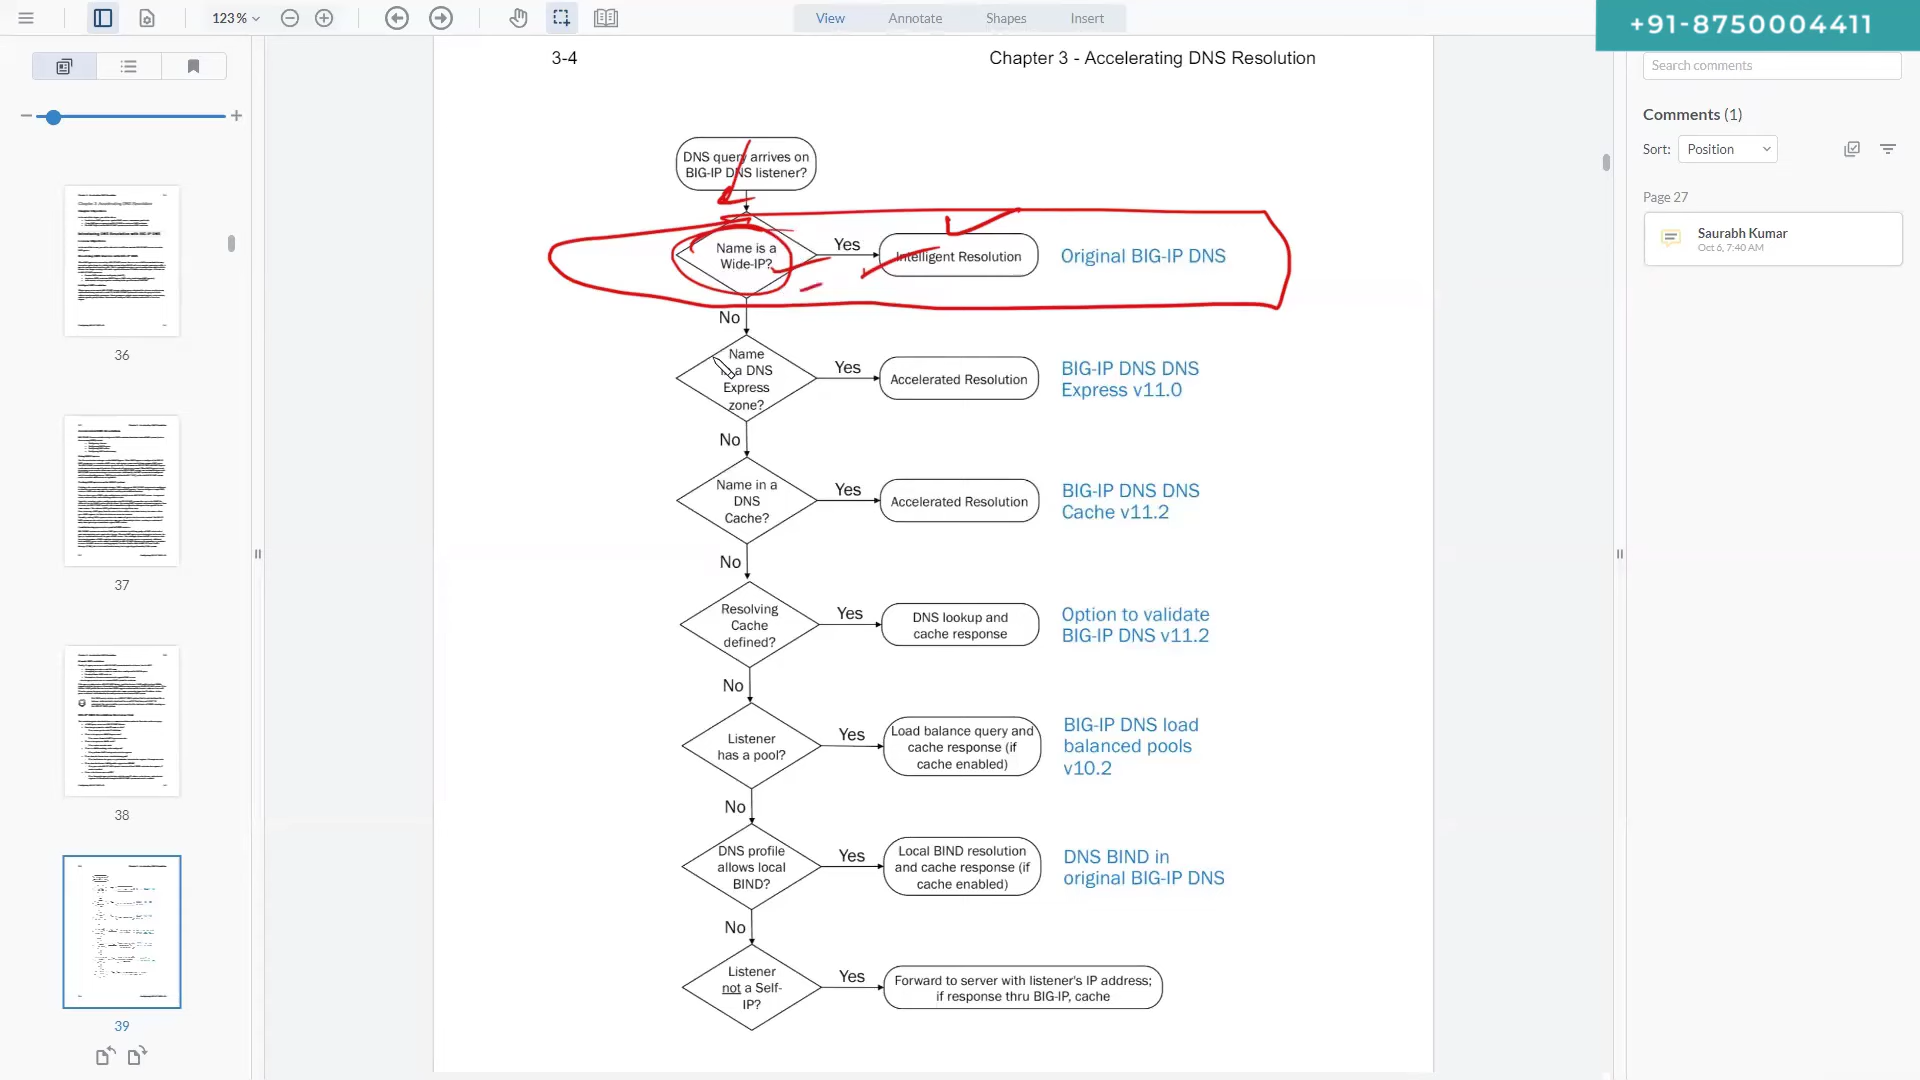 123 %
View
Annotate
Shapes
Insert
+91-8750004411
3-4
Chapter 3 - Accelerating DNS Resolution
Search comments
Comments (1)
Sort:
Position
Page 27
Saurabh Kumar
Oct 6, 7:40 AM
36
37
38
39
DNS query arrives on
BIG-IP DNS listener?
Name is a
Wide-IP?
Yes
Intelligent Resolution
Original BIG-IP DNS
No
Name
a DNS
Express
zone?
Yes
Accelerated Resolution
BIG-IP DNS DNS
Express v11.0
No
Name in a
DNS
Cache?
Yes
Accelerated Resolution
BIG-IP DNS DNS
Cache v11.2
No
Resolving
Cache
defined?
Yes
DNS lookup and
cache response
Option to validate
BIG-IP DNS v11.2
No
Listener
has a pool?
Yes
Load balance query and
cache response (if
cache enabled)
BIG-IP DNS load
balanced pools
v10.2
No
DNS profile
allows local
BIND?
Yes
Local BIND resolution
and cache response (if
cache enabled)
DNS BIND in
original BIG-IP DNS
No
Listener
not a Self-
IP?
Yes
Forward to server with listener's IP address;
if response thru BIG-IP, cache